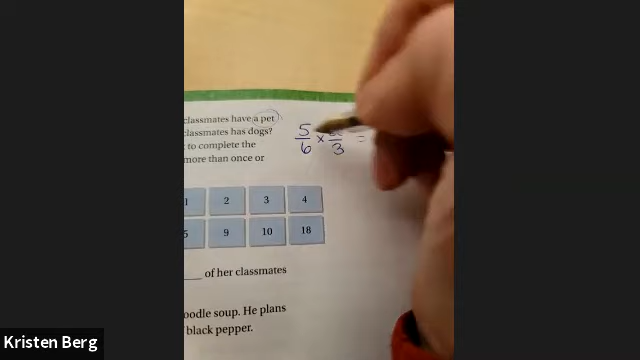 classmates have a pet
classmates has dogs?
to complete the
more than once or
5/6 × /3 =
1 2 3 4
5 9 10 18
____ of her classmates
oodle soup. He plans
black pepper.
Kristen Berg